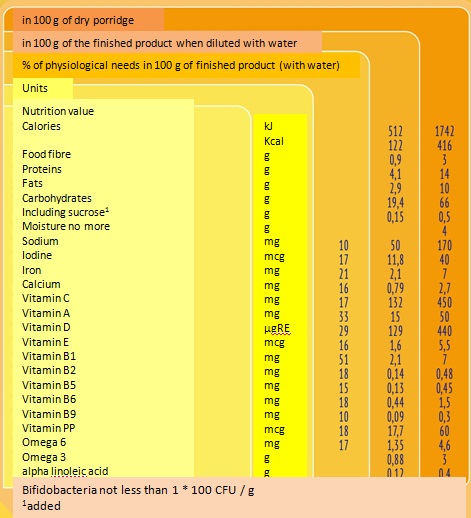 in 100 g of dry porridge
in 100 g of the finished product when diluted with water
% of physiological needs in 100 g of finished product (with water)
Units
Nutrition value
Calories kJ 512 1742
Kcal 122 416
Food fibre g 0,9 3
Proteins g 4,1 14
Fats g 2,9 10
Carbohydrates g 19,4 66
Including sucrose¹ g 0,15 0,5
Moisture no more g 4
Sodium mg 10 50 170
Iodine mcg 17 11,8 40
Iron mg 21 2,1 7
Calcium mg 16 0,79 2,7
Vitamin C mg 17 132 450
Vitamin A mg 33 15 50
Vitamin D µgRE 29 129 440
Vitamin E mcg 16 1,6 5,5
Vitamin B1 mg 51 2,1 7
Vitamin B2 mg 18 0,14 0,48
Vitamin B5 mg 15 0,13 0,45
Vitamin B6 mg 18 0,44 1,5
Vitamin B9 mg 10 0,09 0,3
Vitamin PP mcg 18 17,7 60
Omega 6 mg 17 1,35 4,6
Omega 3 g 0,88 3
alpha linoleic acid g 0,12 0,4
Bifidobacteria not less than 1 * 100 CFU / g
¹added